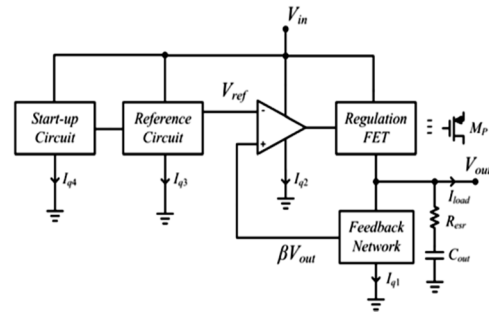 V_in
V_ref
Start-up
Circuit
Reference
Circuit
-
+
Regulation
FET
M_P
V_out
I_q4
I_q3
I_q2
I_load
R_esr
Feedback
Network
βV_out
C_out
I_q1